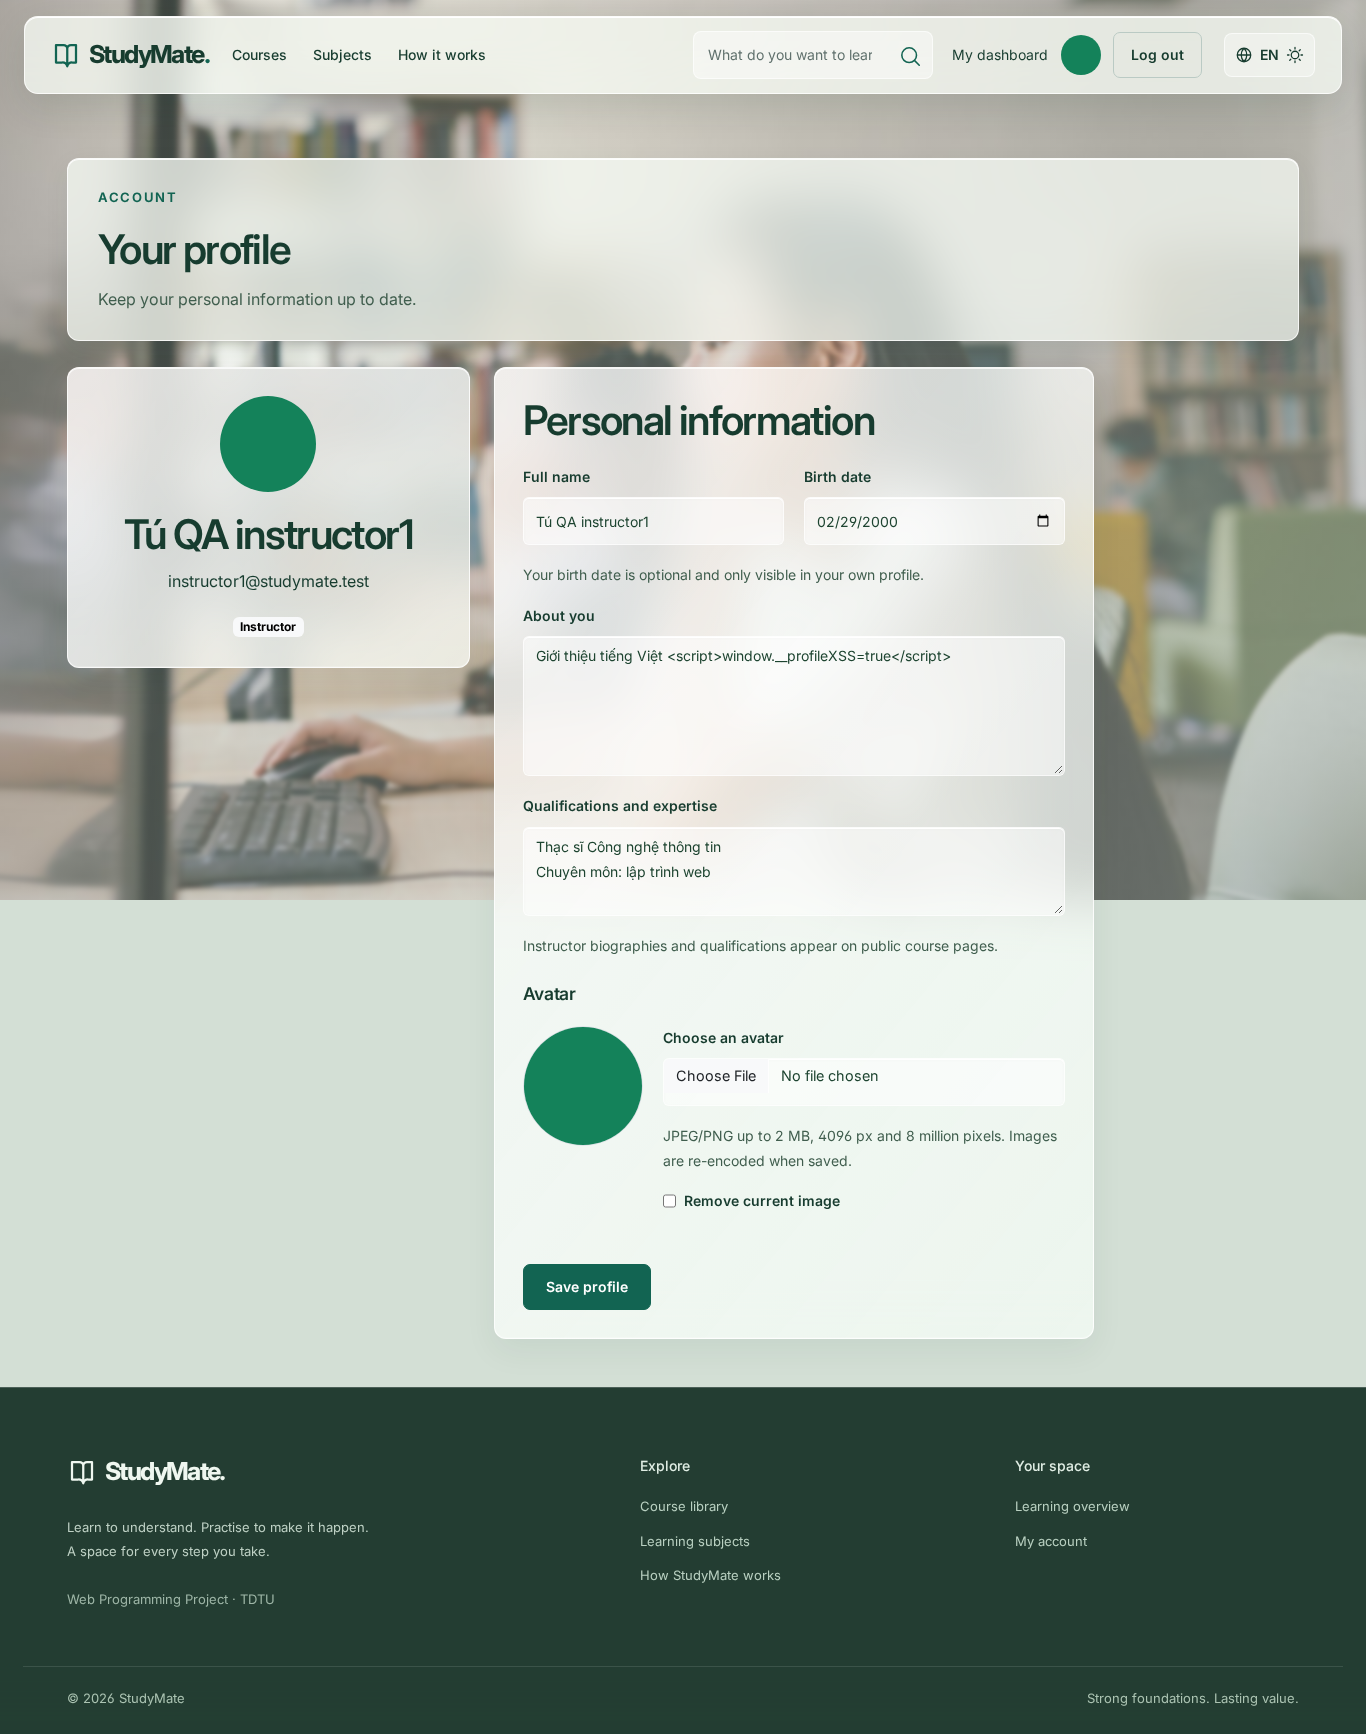 StudyMate.
Courses
Subjects
How it works
What do you want to lear
My dashboard
Log out
EN
ACCOUNT
Your profile
Keep your personal information up to date.
Tú QA instructor1
instructor1@studymate.test
Instructor
Personal information
Full name
Birth date
Tú QA instructor1
02/29/2000
Your birth date is optional and only visible in your own profile.
About you
Giới thiệu tiếng Việt <script>window.__profileXSS=true</script>
Qualifications and expertise
Thạc sĩ Công nghệ thông tin
Chuyên môn: lập trình web
Instructor biographies and qualifications appear on public course pages.
Avatar
Choose an avatar
Choose File
No file chosen
JPEG/PNG up to 2 MB, 4096 px and 8 million pixels. Images
are re-encoded when saved.
Remove current image
Save profile
StudyMate.
Learn to understand. Practise to make it happen.
A space for every step you take.
Web Programming Project · TDTU
Explore
Course library
Learning subjects
How StudyMate works
Your space
Learning overview
My account
© 2026 StudyMate
Strong foundations. Lasting value.